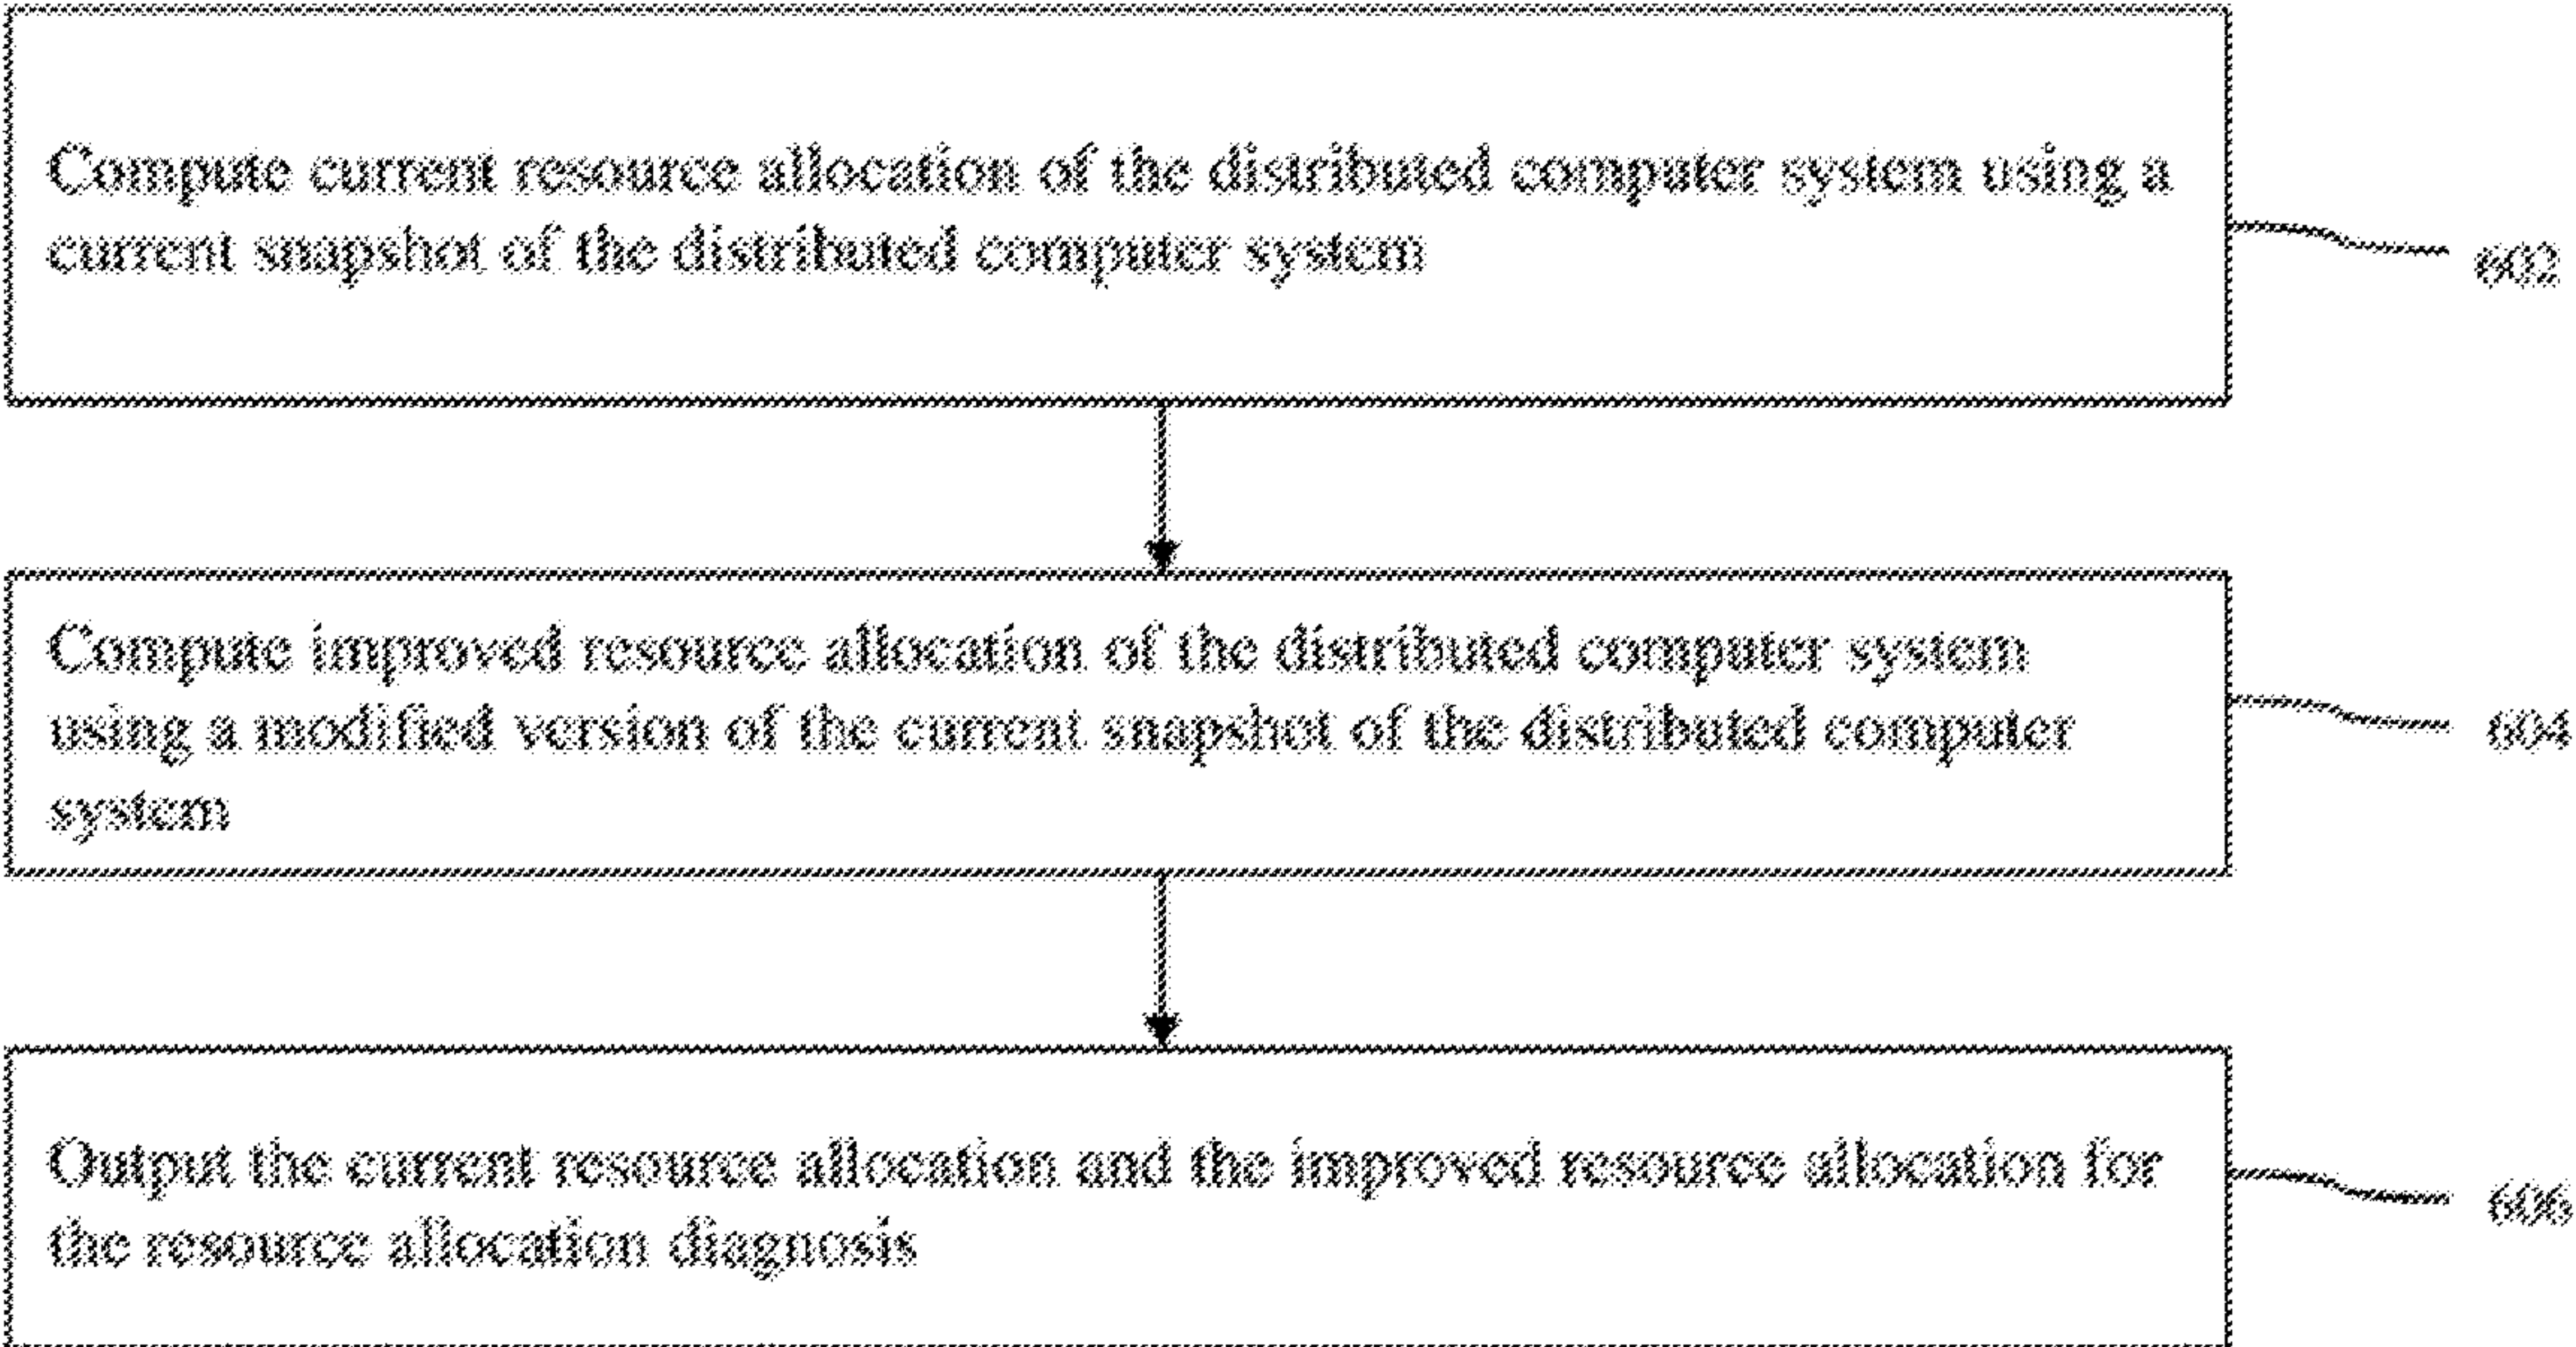 Compute current resource allocation of the distributed computer system using a
current snapshot of the distributed computer system
602
Compute improved resource allocation of the distributed computer system
using a modified version of the current snapshot of the distributed computer
system
604
Output the current resource allocation and the improved resource allocation for
the resource allocation diagnosis
606